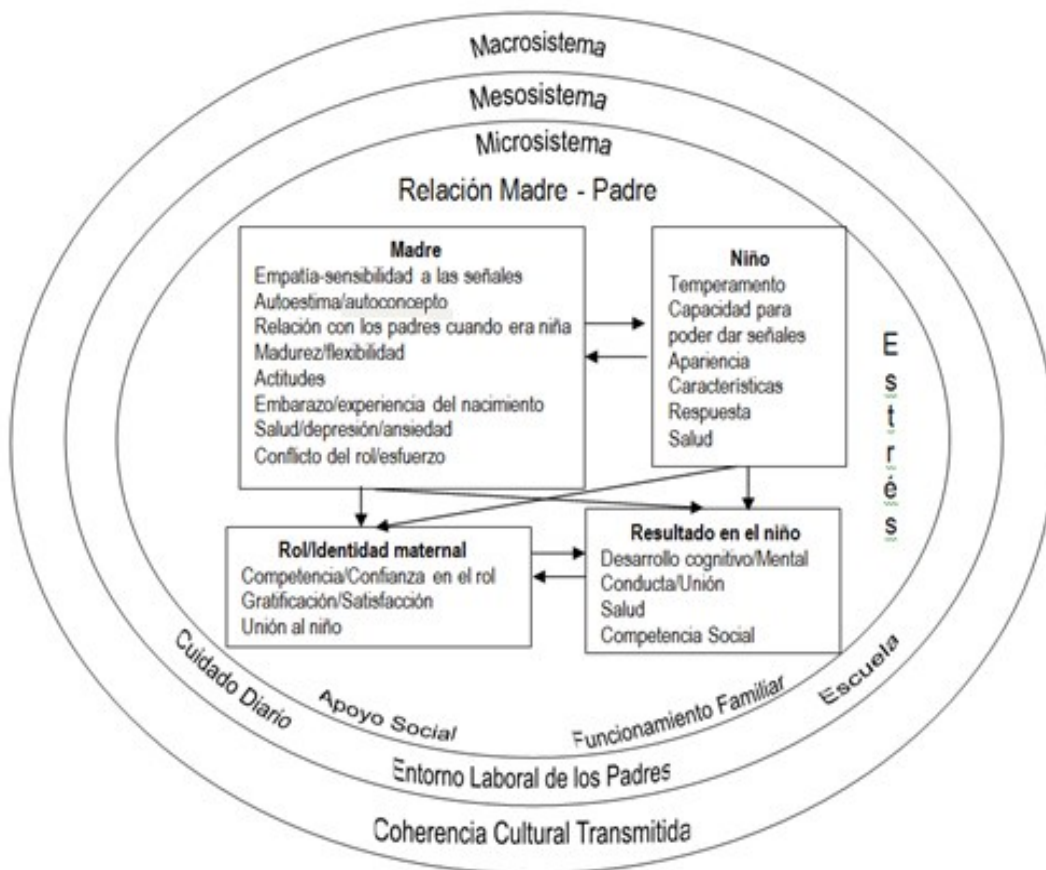 Macrosistema
Mesosistema
Microsistema
Relación Madre - Padre
Madre
Empatía-sensibilidad a las señales
Autoestima/autoconcepto
Relación con los padres cuando era niña
Madurez/flexibilidad
Actitudes
Embarazo/experiencia del nacimiento
Salud/depresión/ansiedad
Conflicto del rol/esfuerzo
Niño
Temperamento
Capacidad para
poder dar señales
Apariencia
Características
Respuesta
Salud
Estrés
Rol/Identidad maternal
Competencia/Confianza en el rol
Gratificación/Satisfacción
Unión al niño
Resultado en el niño
Desarrollo cognitivo/Mental
Conducta/Unión
Salud
Competencia Social
Cuidado Diario
Apoyo Social
Funcionamiento Familiar
Escuela
Entorno Laboral de los Padres
Coherencia Cultural Transmitida